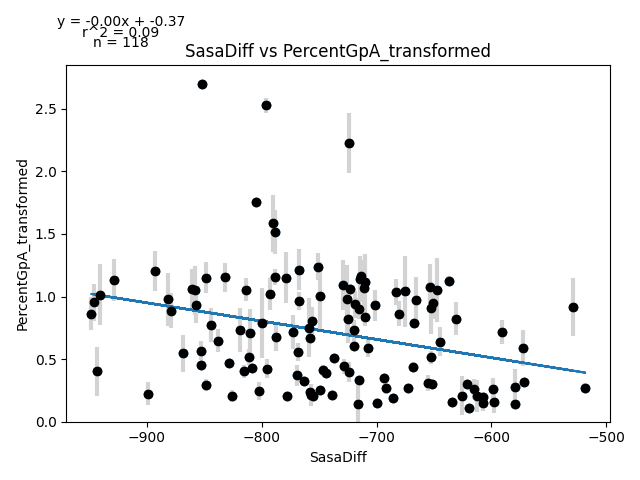 y = -0.00x + -0.37
r^2 = 0.09
n = 118
SasaDiff vs PercentGpA_transformed
PercentGpA_transformed
2.5
2.0
1.5
1.0
0.5
0.0
−900
−800
−700
−600
−500
SasaDiff